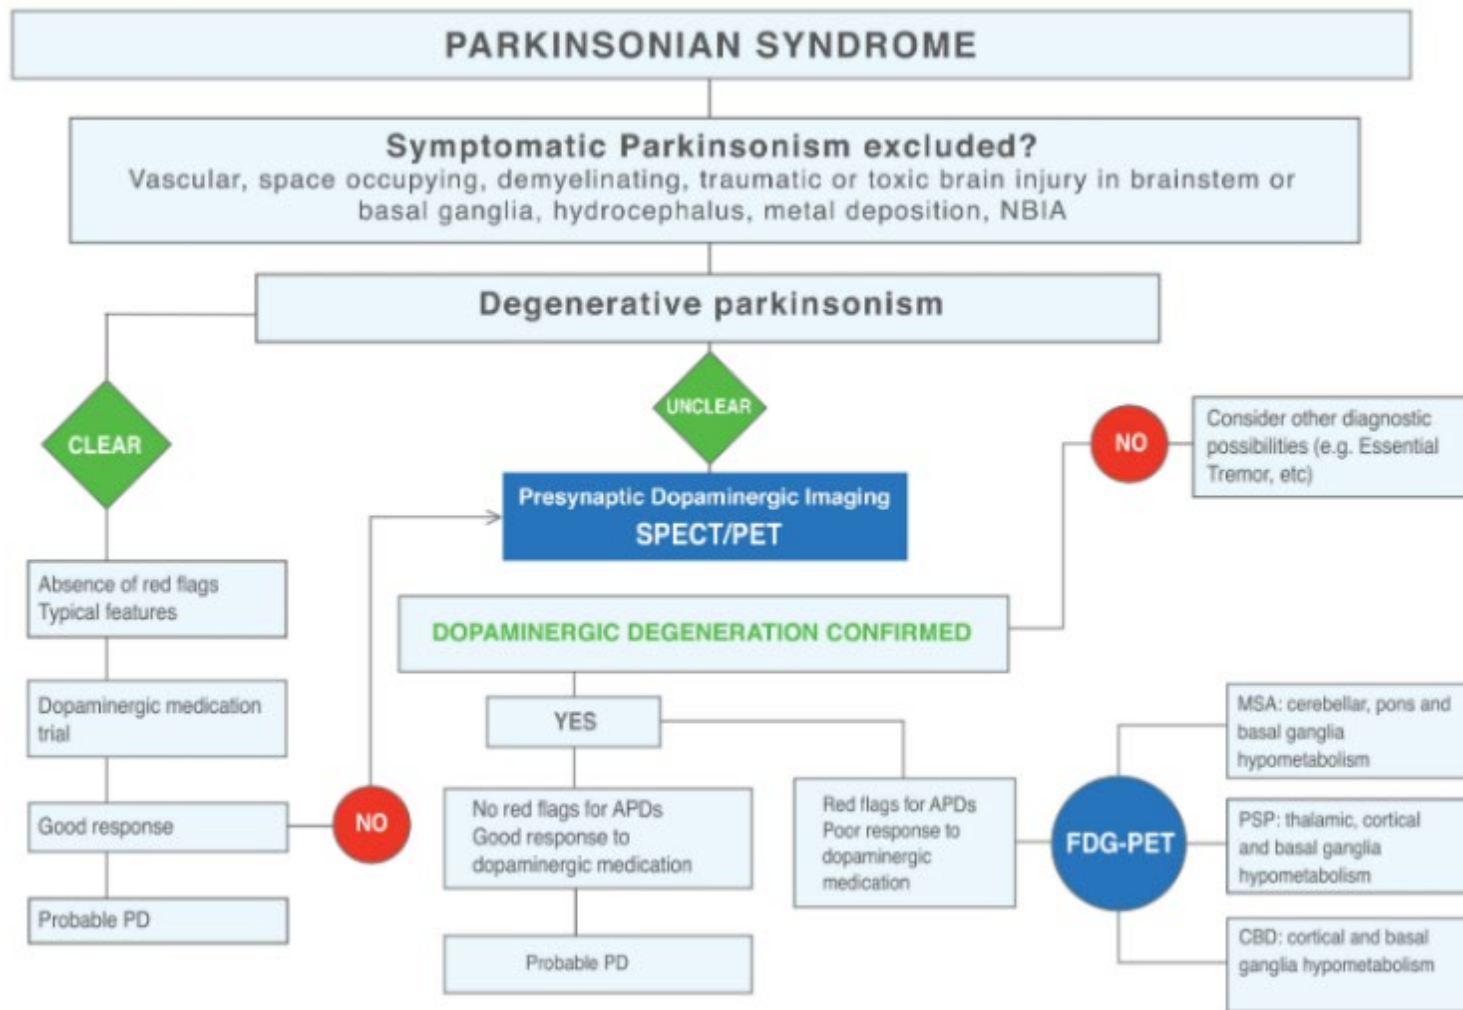 PARKINSONIAN SYNDROME
Symptomatic Parkinsonism excluded?
Vascular, space occupying, demyelinating, traumatic or toxic brain injury in brainstem or
basal ganglia, hydrocephalus, metal deposition, NBIA
Degenerative parkinsonism
CLEAR
UNCLEAR
NO
Consider other diagnostic
possibilities (e.g. Essential
Tremor, etc)
Presynaptic Dopaminergic Imaging
SPECT/PET
Absence of red flags
Typical features
DOPAMINERGIC DEGENERATION CONFIRMED
Dopaminergic medication
trial
YES
Good response
NO
No red flags for APDs
Good response to
dopaminergic medication
Red flags for APDs
Poor response to
dopaminergic
medication
FDG-PET
MSA: cerebellar, pons and
basal ganglia
hypometabolism
PSP: thalamic, cortical
and basal ganglia
hypometabolism
CBD: cortical and basal
ganglia hypometabolism
Probable PD
Probable PD